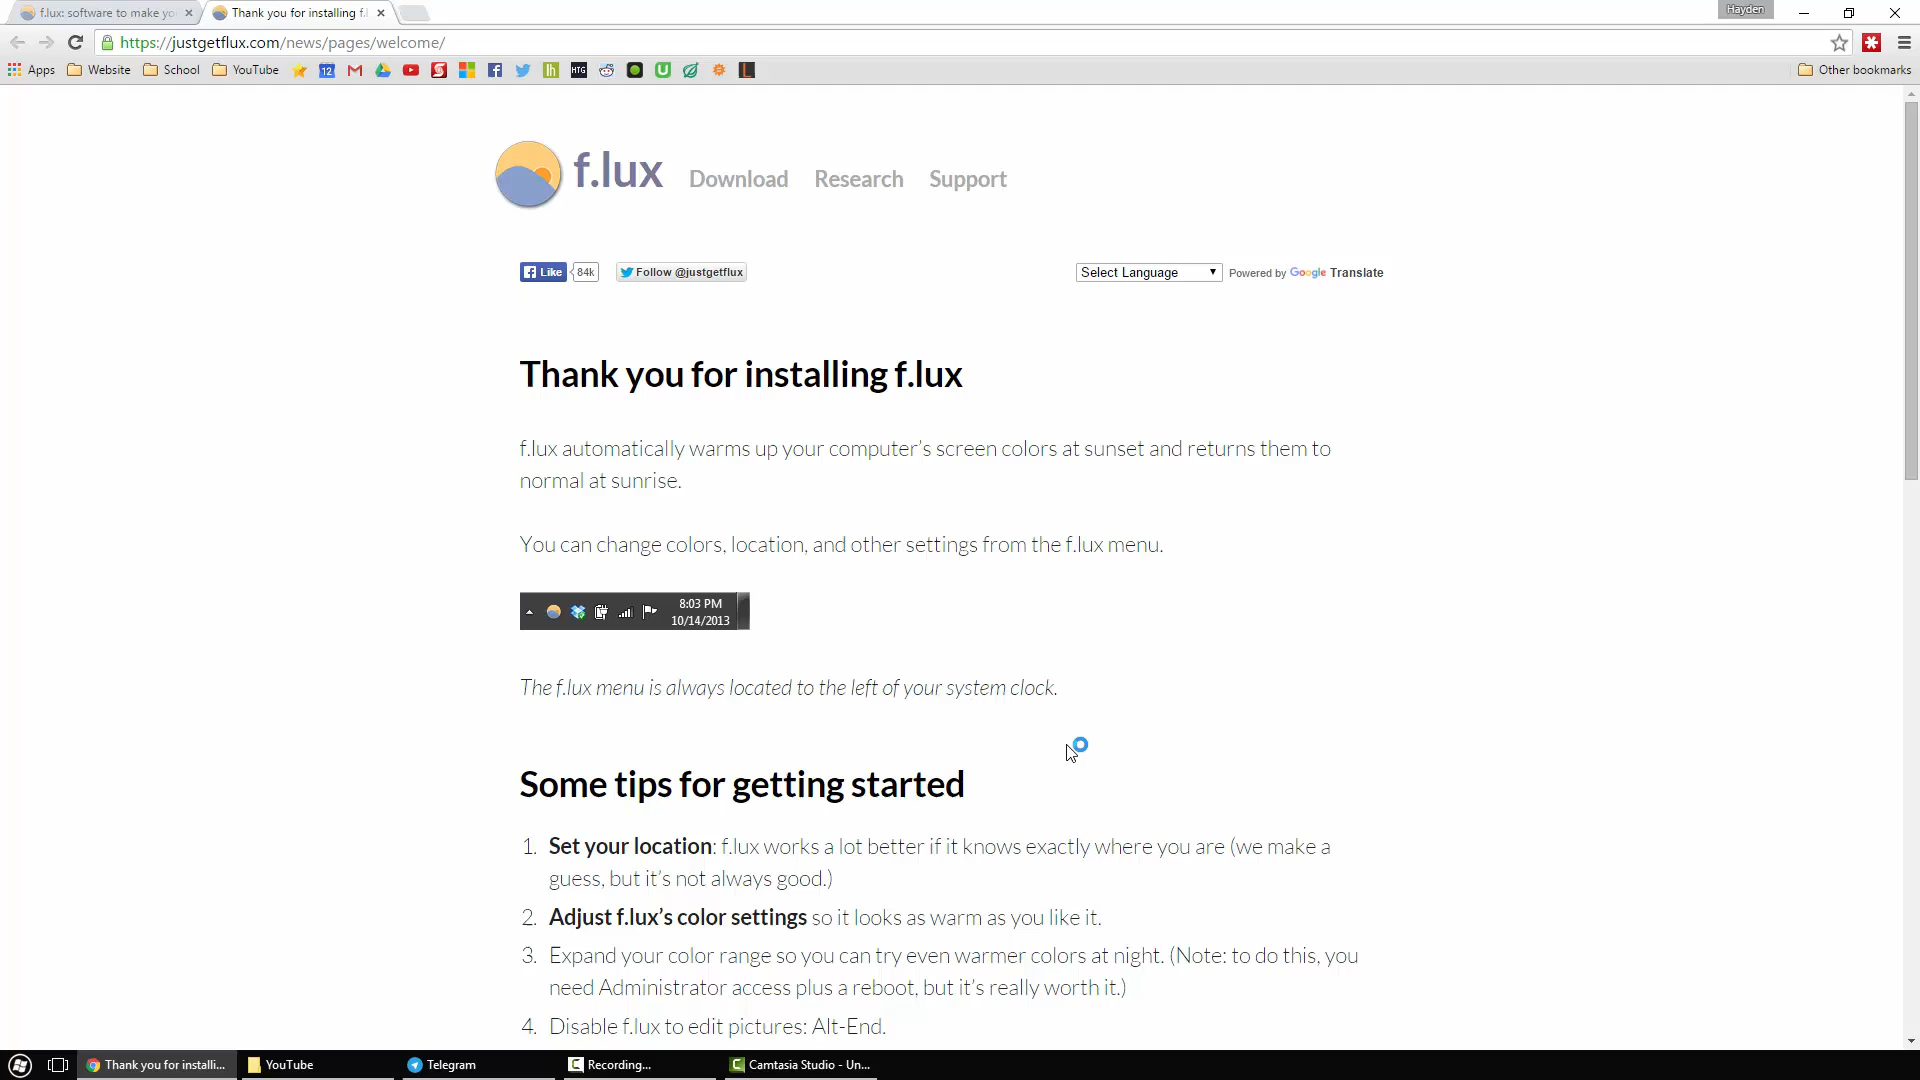 f.lux: software to make yo
Thank you for installing f.l
Hayden
https://justgetflux.com/news/pages/welcome/
Apps
Website
School
YouTube
12
HTG
Other bookmarks
f.lux
Download
Research
Support
Like
84k
Follow @justgetflux
Select Language
Powered by Google Translate
Thank you for installing f.lux
f.lux automatically warms up your computer's screen colors at sunset and returns them to
normal at sunrise.
You can change colors, location, and other settings from the f.lux menu.
8:03 PM
10/14/2013
The f.lux menu is always located to the left of your system clock.
Some tips for getting started
1. Set your location: f.lux works a lot better if it knows exactly where you are (we make a
guess, but it's not always good.)
2. Adjust f.lux's color settings so it looks as warm as you like it.
3. Expand your color range so you can try even warmer colors at night. (Note: to do this, you
need Administrator access plus a reboot, but it's really worth it.)
4. Disable f.lux to edit pictures: Alt-End.
Thank you for installi...
YouTube
Telegram
Recording...
Camtasia Studio - Un...